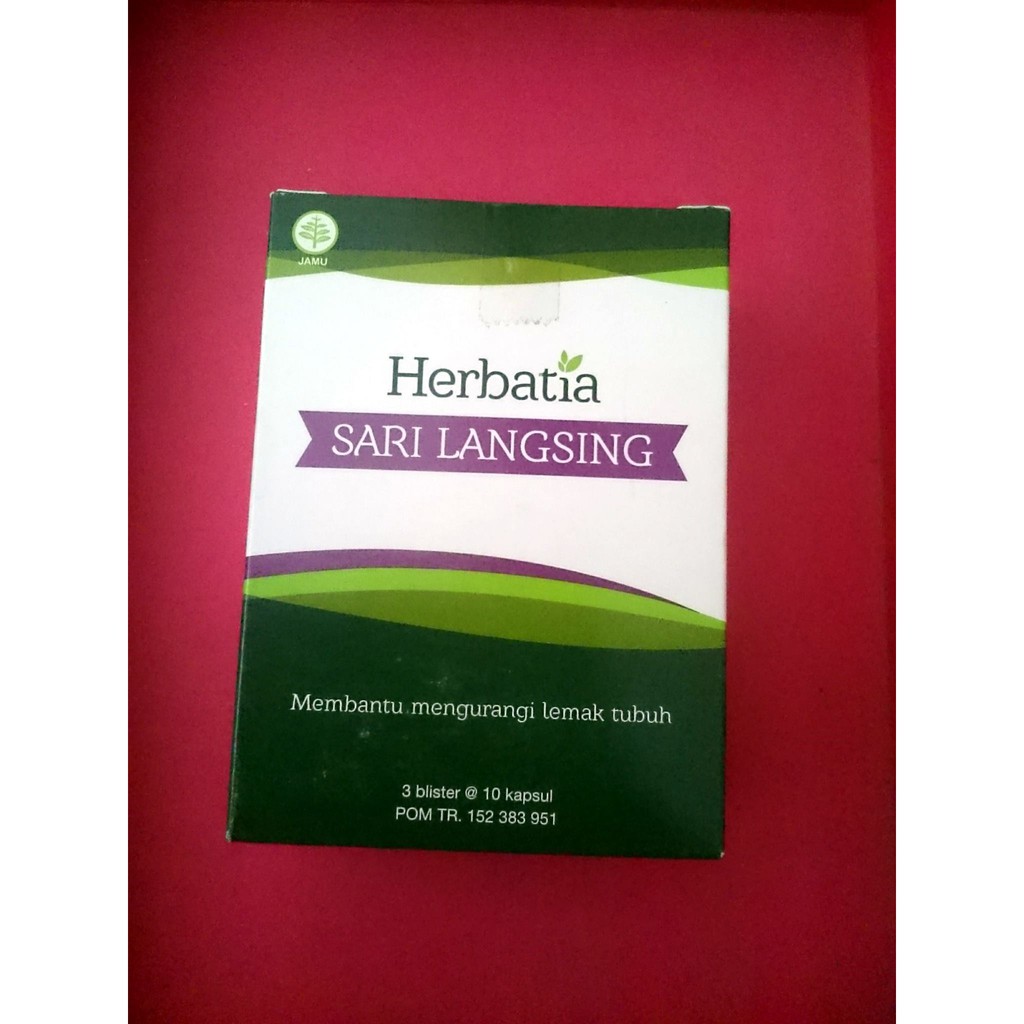 JAMU
Herbatia
SARI LANGSING
Membantu mengurangi lemak tubuh
3 blister @ 10 kapsul
POM TR. 152 383 951